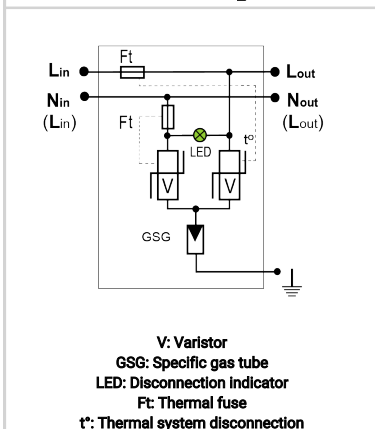 Ft
Lin Lout
Nin Nout
(Lin) Ft (Lout)
t°
LED
V V
GSG
V: Varistor
GSG: Specific gas tube
LED: Disconnection indicator
Ft: Thermal fuse
t°: Thermal system disconnection